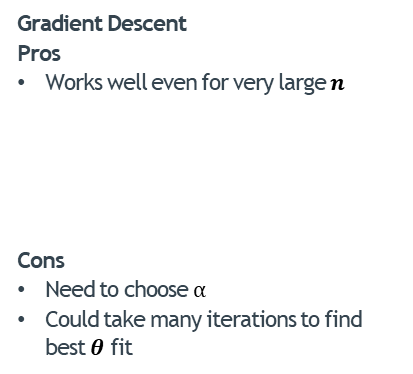 Gradient Descent
Pros
• Works well even for very large n
Cons
• Need to choose α
• Could take many iterations to find
best θ fit